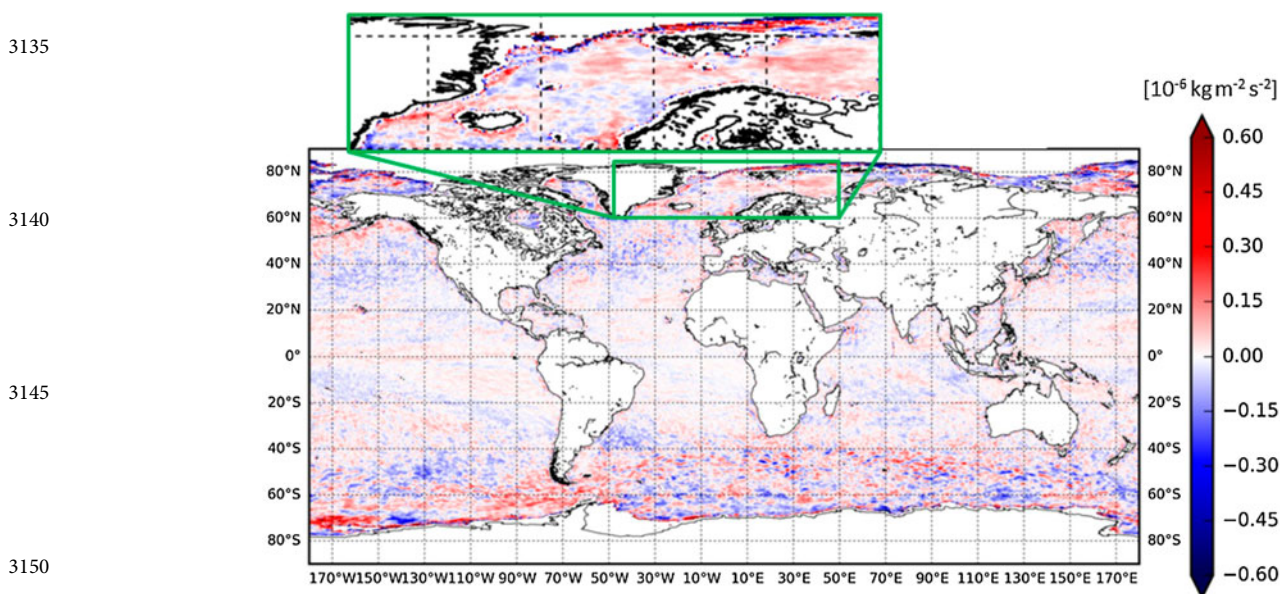 3135
3140
3145
3150
[10⁻⁶ kg m⁻² s⁻²]
0.60
0.45
0.30
0.15
0.00
−0.15
−0.30
−0.45
−0.60
80°N 80°N
60°N 60°N
40°N 40°N
20°N 20°N
0° 0°
20°S 20°S
40°S 40°S
60°S 60°S
80°S 80°S
170°W 150°W 130°W 110°W 90°W 70°W 50°W 30°W 10°W 10°E 30°E 50°E 70°E 90°E 110°E 130°E 150°E 170°E